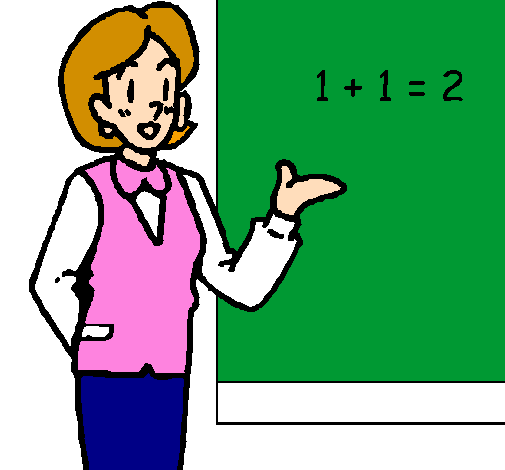 1 + 1 = 2